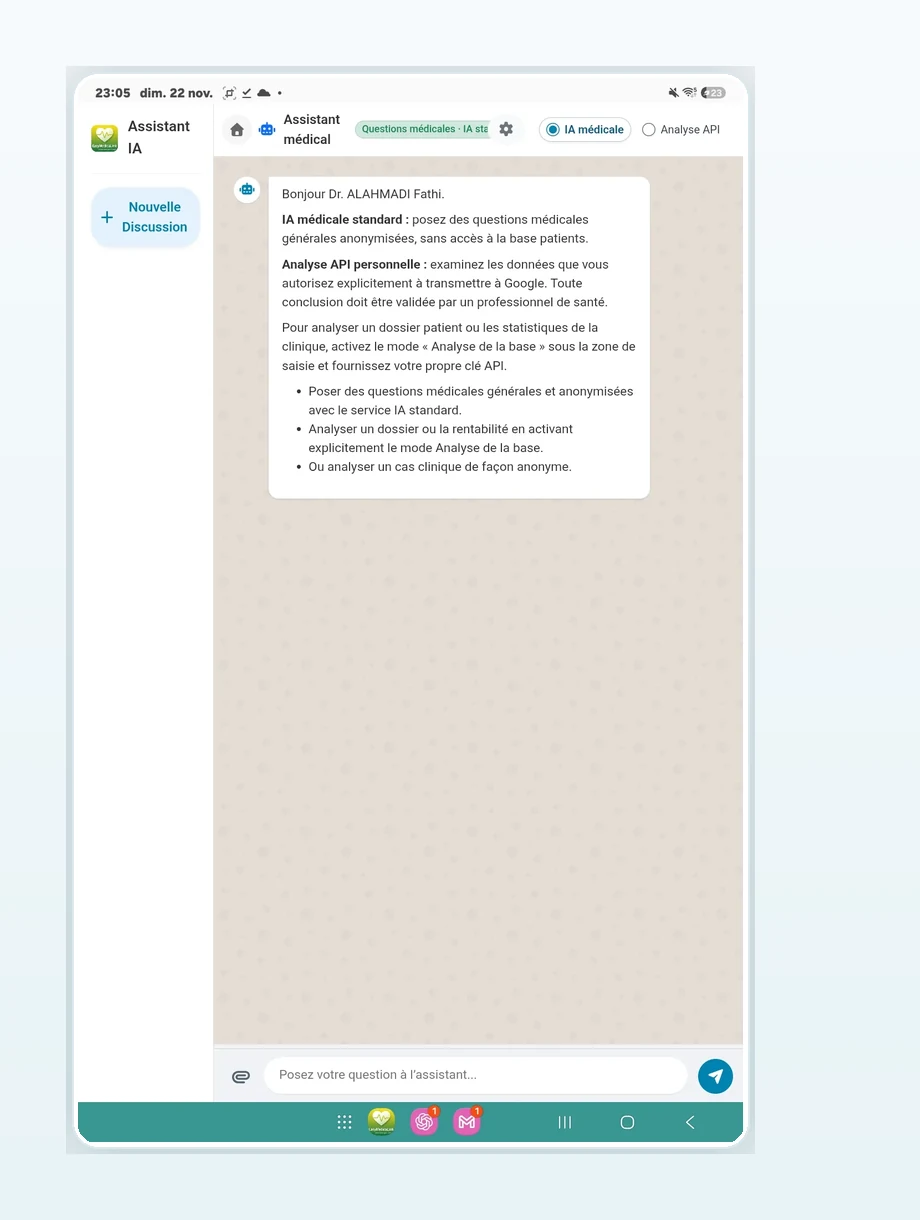 23:05 dim. 22 nov.
23
Assistant
IA
Nouvelle
Discussion
Assistant
médical
Questions médicales · IA sta
IA médicale
Analyse API
Bonjour Dr. ALAHMADI Fathi.
IA médicale standard : posez des questions médicales
générales anonymisées, sans accès à la base patients.
Analyse API personnelle : examinez les données que vous
autorisez explicitement à transmettre à Google. Toute
conclusion doit être validée par un professionnel de santé.
Pour analyser un dossier patient ou les statistiques de la
clinique, activez le mode « Analyse de la base » sous la zone de
saisie et fournissez votre propre clé API.
• Poser des questions médicales générales et anonymisées
avec le service IA standard.
• Analyser un dossier ou la rentabilité en activant
explicitement le mode Analyse de la base.
• Ou analyser un cas clinique de façon anonyme.
Posez votre question à l'assistant...
1
1